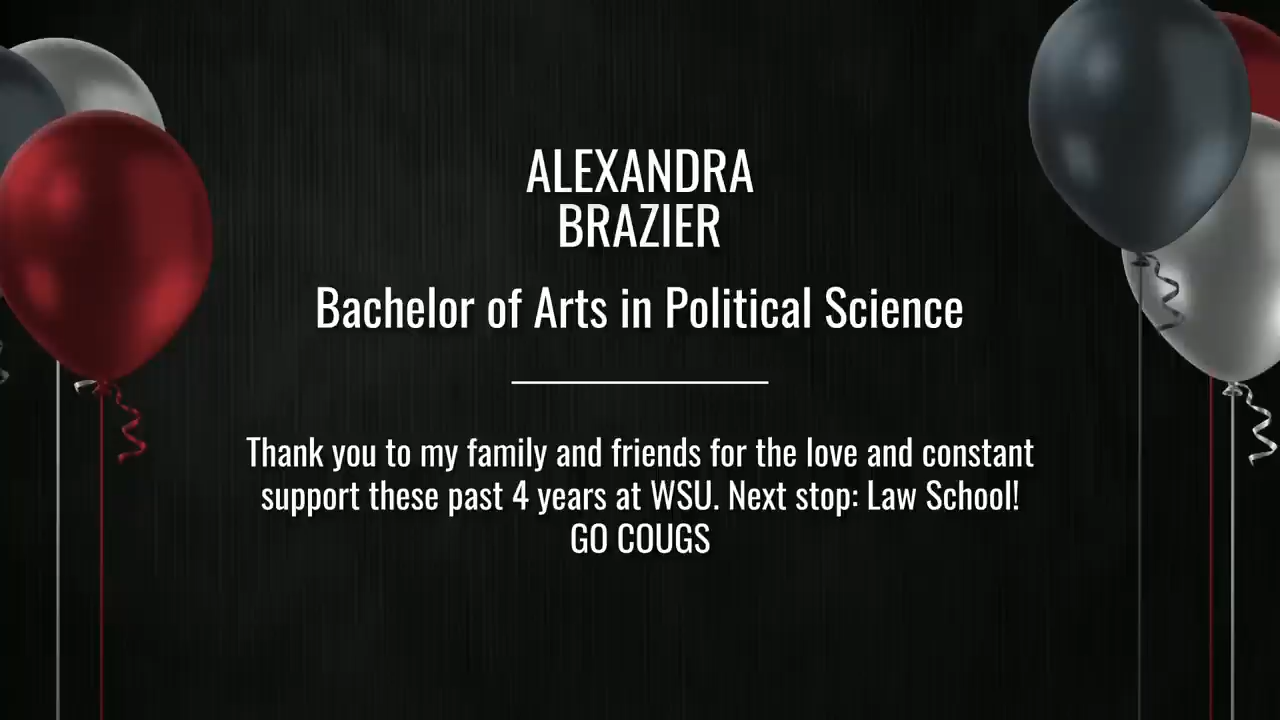 ALEXANDRA
BRAZIER
Bachelor of Arts in Political Science
Thank you to my family and friends for the love and constant
support these past 4 years at WSU. Next stop: Law School!
GO COUGS